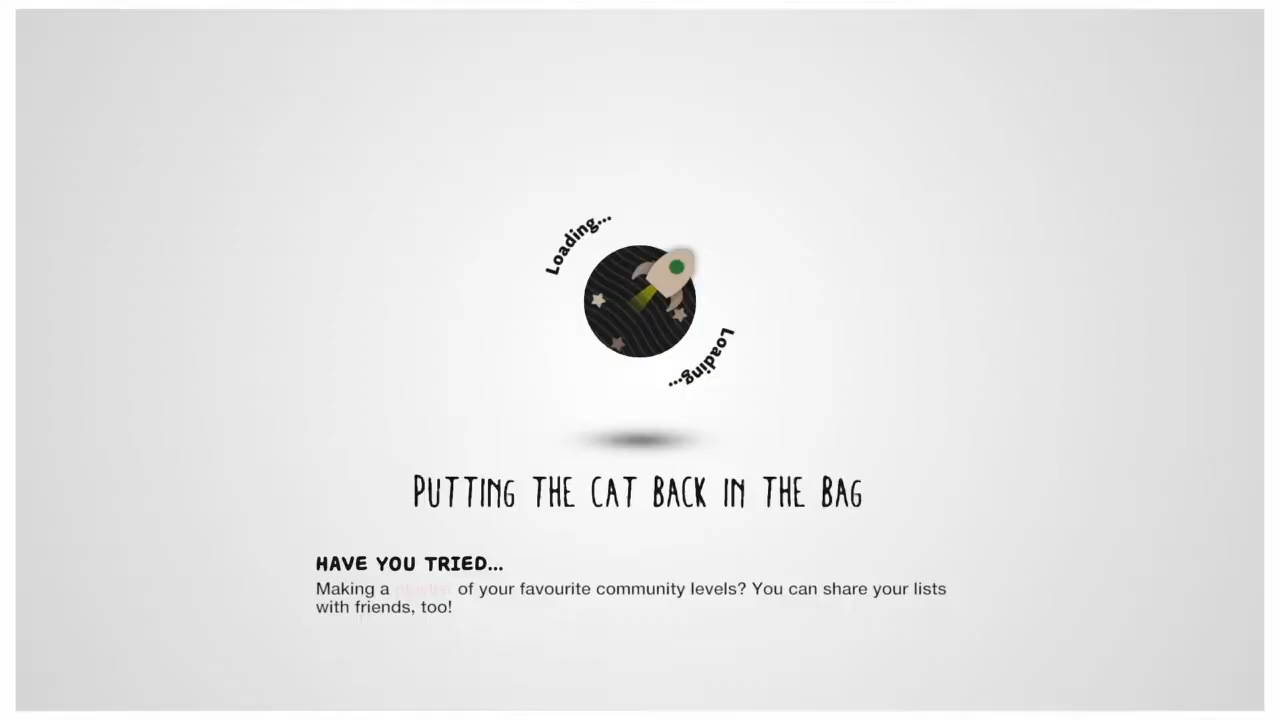 Loading...
Loading...
PUTTING THE CAT BACK IN THE BAG
HAVE YOU TRIED...
Making a of your favourite community levels? You can share your lists
with friends, too!